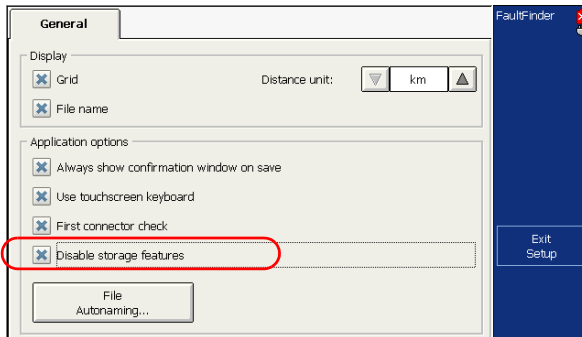 General
FaultFinder
Display
Grid
Distance unit:
km
File name
Application options
Always show confirmation window on save
Use touchscreen keyboard
First connector check
Disable storage features
File
Autonaming...
Exit
Setup